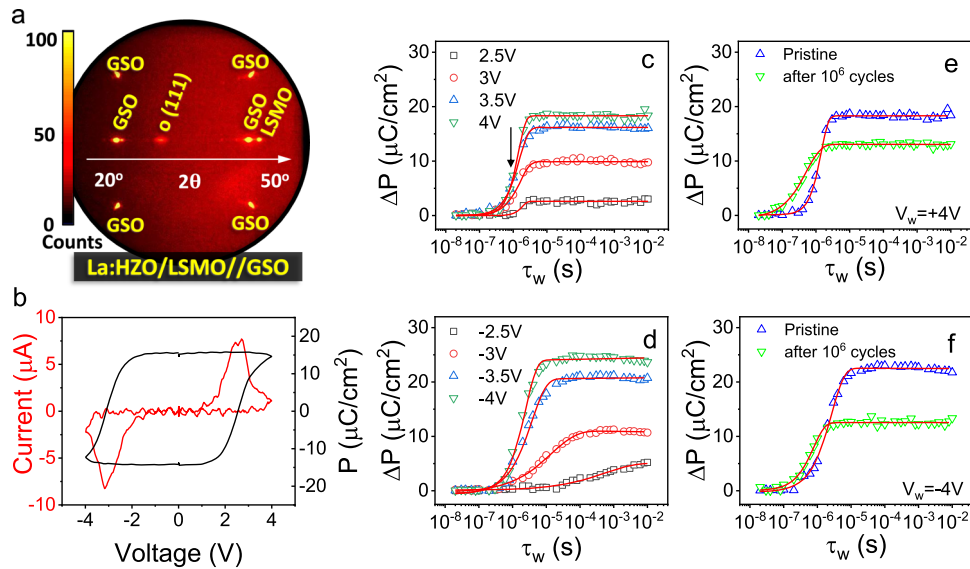 a
100
50
0
Counts
GSO
GSO
GSO
o (111)
GSO
LSMO
20° 2θ 50°
GSO
GSO
La:HZO/LSMO//GSO
b
Current (μA)
10
5
0
-5
-10
P (μC/cm²)
20
10
0
-10
-20
-4 -2 0 2 4
Voltage (V)
c
ΔP (μC/cm²)
30
20
10
0
2.5V
3V
3.5V
4V
10⁻⁸ 10⁻⁷ 10⁻⁶ 10⁻⁵ 10⁻⁴ 10⁻³ 10⁻²
τw (s)
d
ΔP (μC/cm²)
30
20
10
0
-2.5V
-3V
-3.5V
-4V
10⁻⁸ 10⁻⁷ 10⁻⁶ 10⁻⁵ 10⁻⁴ 10⁻³ 10⁻²
τw (s)
e
ΔP (μC/cm²)
30
20
10
0
Pristine
after 10⁶ cycles
Vw=+4V
10⁻⁸ 10⁻⁷ 10⁻⁶ 10⁻⁵ 10⁻⁴ 10⁻³ 10⁻²
τw (s)
f
ΔP (μC/cm²)
30
20
10
0
Pristine
after 10⁶ cycles
Vw=-4V
10⁻⁸ 10⁻⁷ 10⁻⁶ 10⁻⁵ 10⁻⁴ 10⁻³ 10⁻²
τw (s)